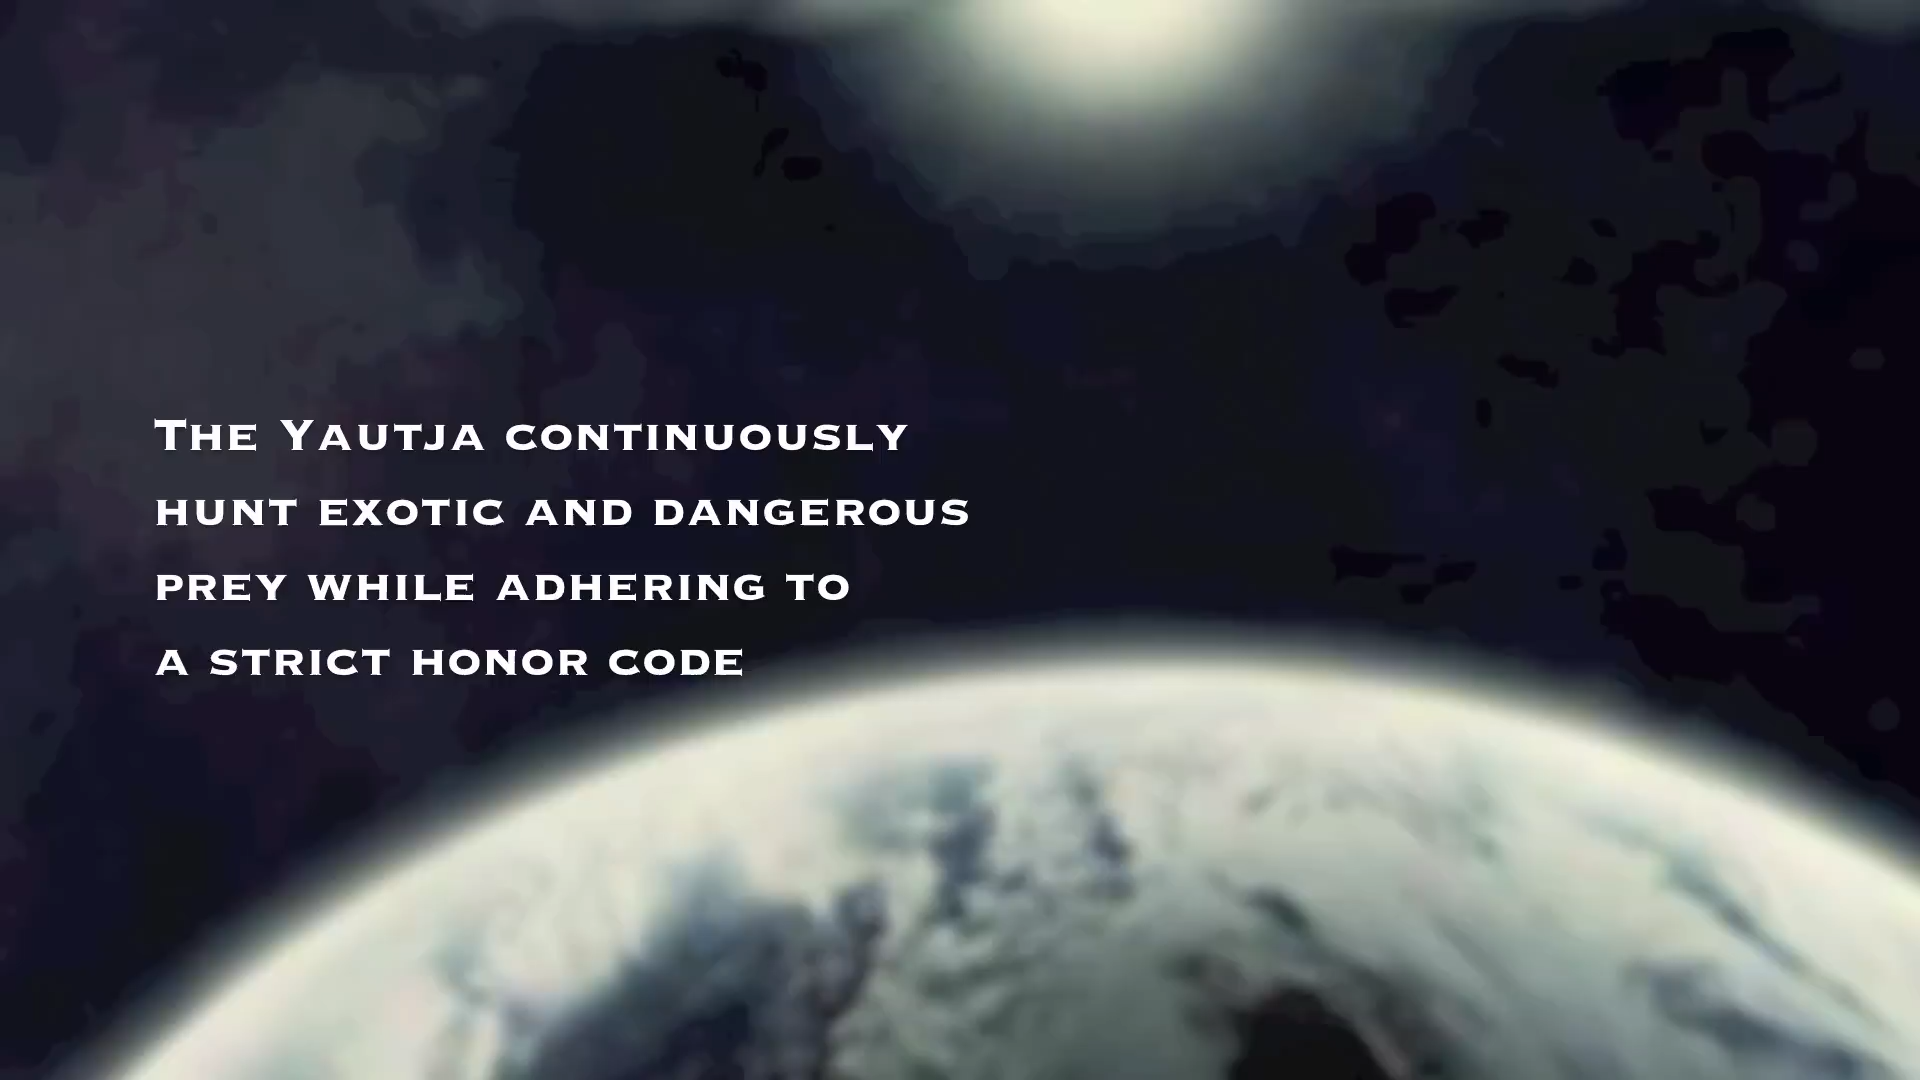 The Yautja continuously
hunt exotic and dangerous
prey while adhering to
a strict honor code